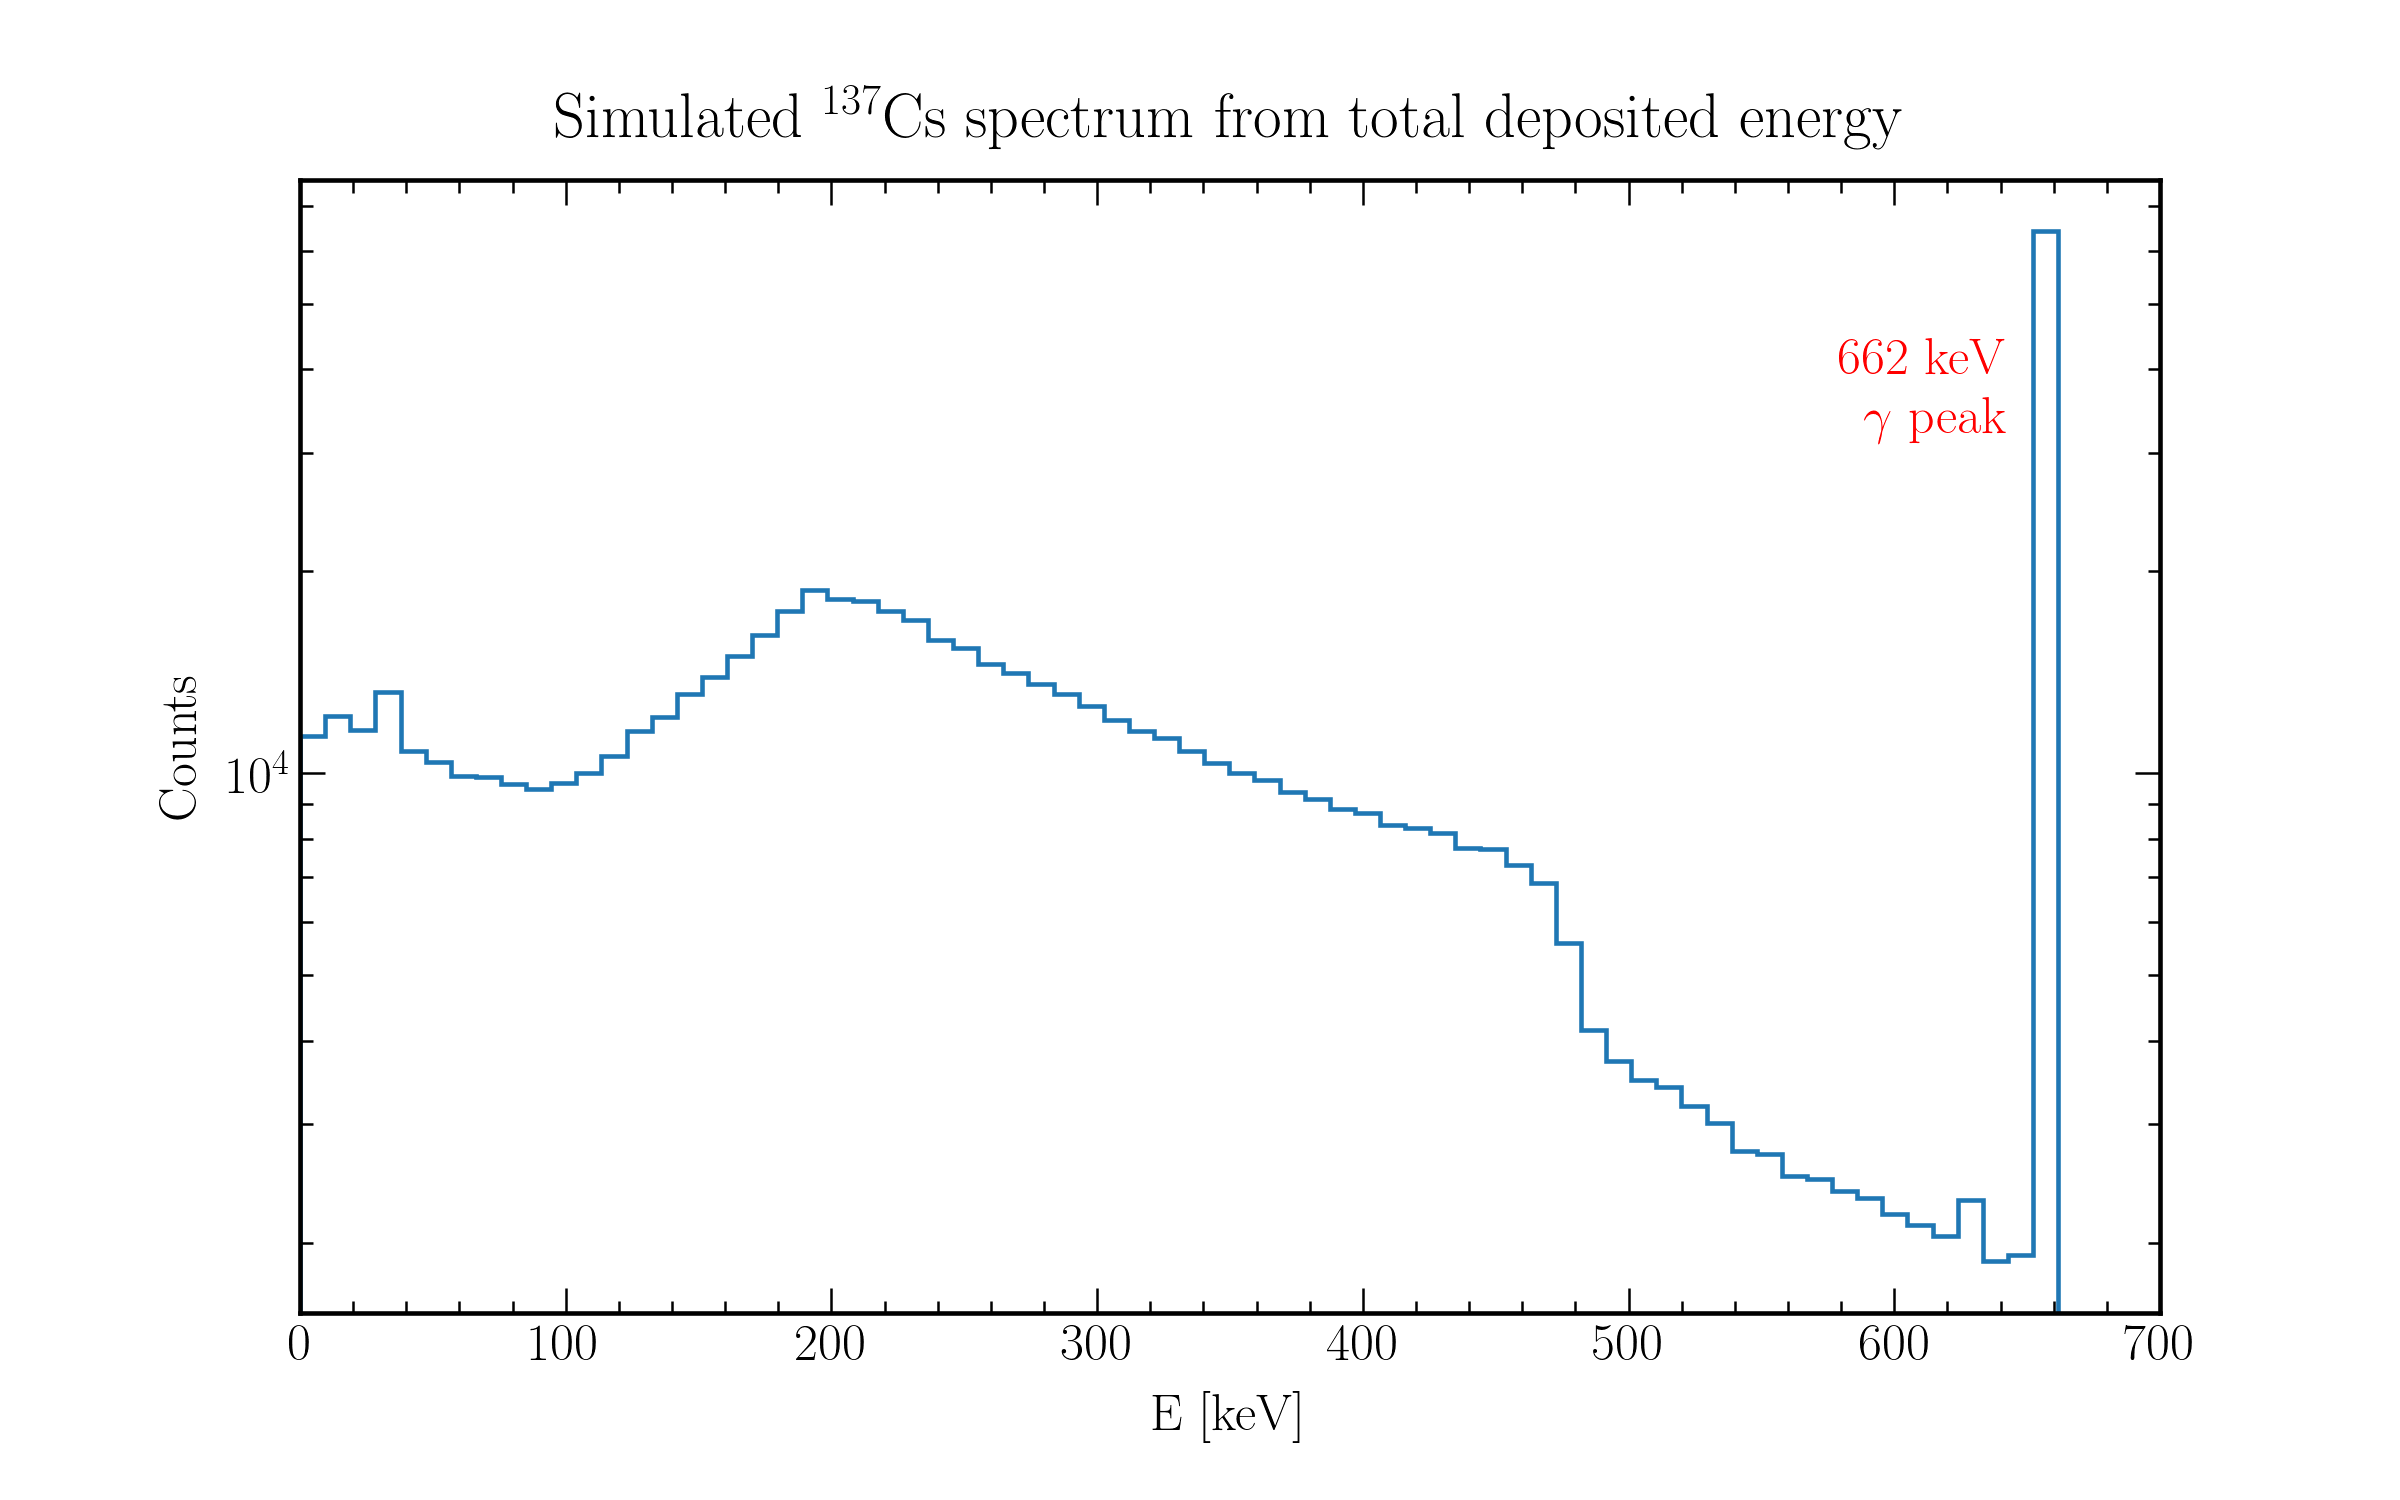 Simulated ¹³⁷Cs spectrum from total deposited energy
662 keV
γ peak
Counts
10⁴
0 100 200 300 400 500 600 700
E [keV]